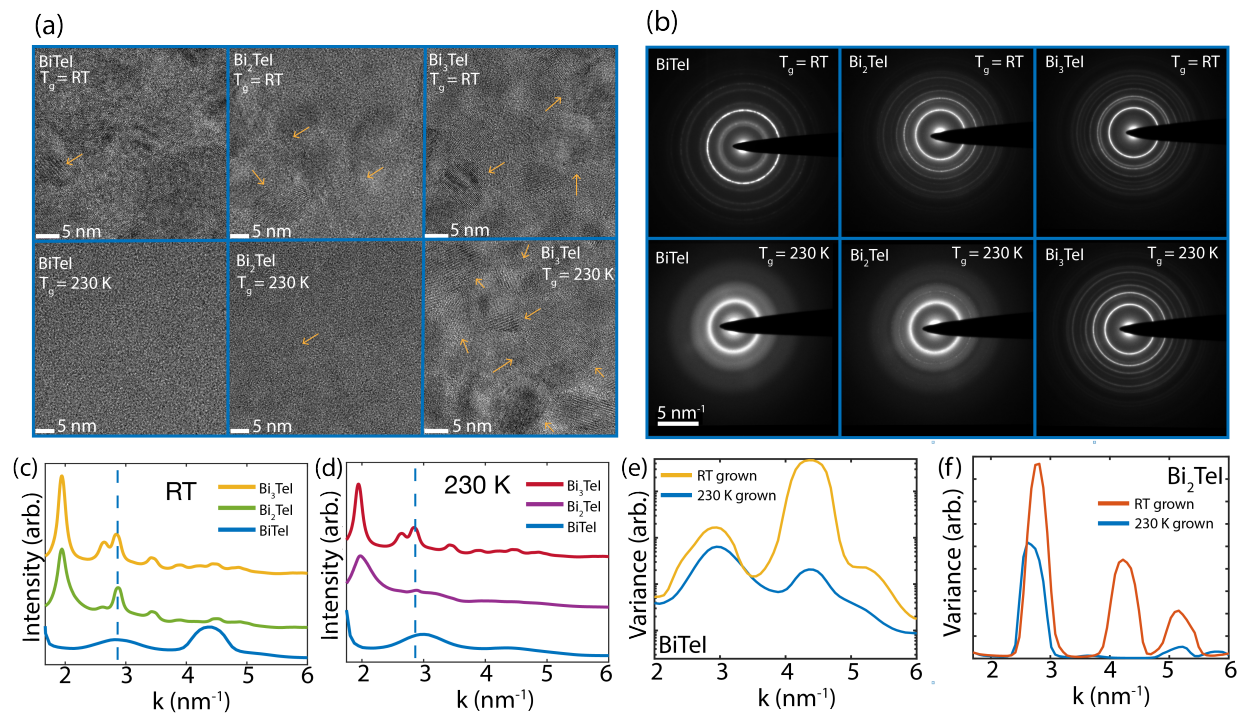 (a)
BiTeI
T_g = RT
Bi₂TeI
T_g = RT
Bi₃TeI
T_g = RT
5 nm
5 nm
5 nm
BiTeI
T_g = 230 K
Bi₂TeI
T_g = 230 K
Bi₃TeI
T_g = 230 K
5 nm
5 nm
5 nm
(b)
BiTeI
T_g = RT
Bi₂TeI
T_g = RT
Bi₃TeI
T_g = RT
BiTeI
T_g = 230 K
Bi₂TeI
T_g = 230 K
Bi₃TeI
T_g = 230 K
5 nm⁻¹
(c)
RT
Bi₃TeI
Bi₂TeI
BiTeI
Intensity (arb.)
2 3 4 5 6
k (nm⁻¹)
(d)
230 K
Bi₃TeI
Bi₂TeI
BiTeI
Intensity (arb.)
2 3 4 5 6
k (nm⁻¹)
(e)
RT grown
230 K grown
Variance (arb.)
BiTeI
2 3 4 5 6
k (nm⁻¹)
(f)
Bi₂TeI
RT grown
230 K grown
Variance (arb.)
2 3 4 5 6
k (nm⁻¹)